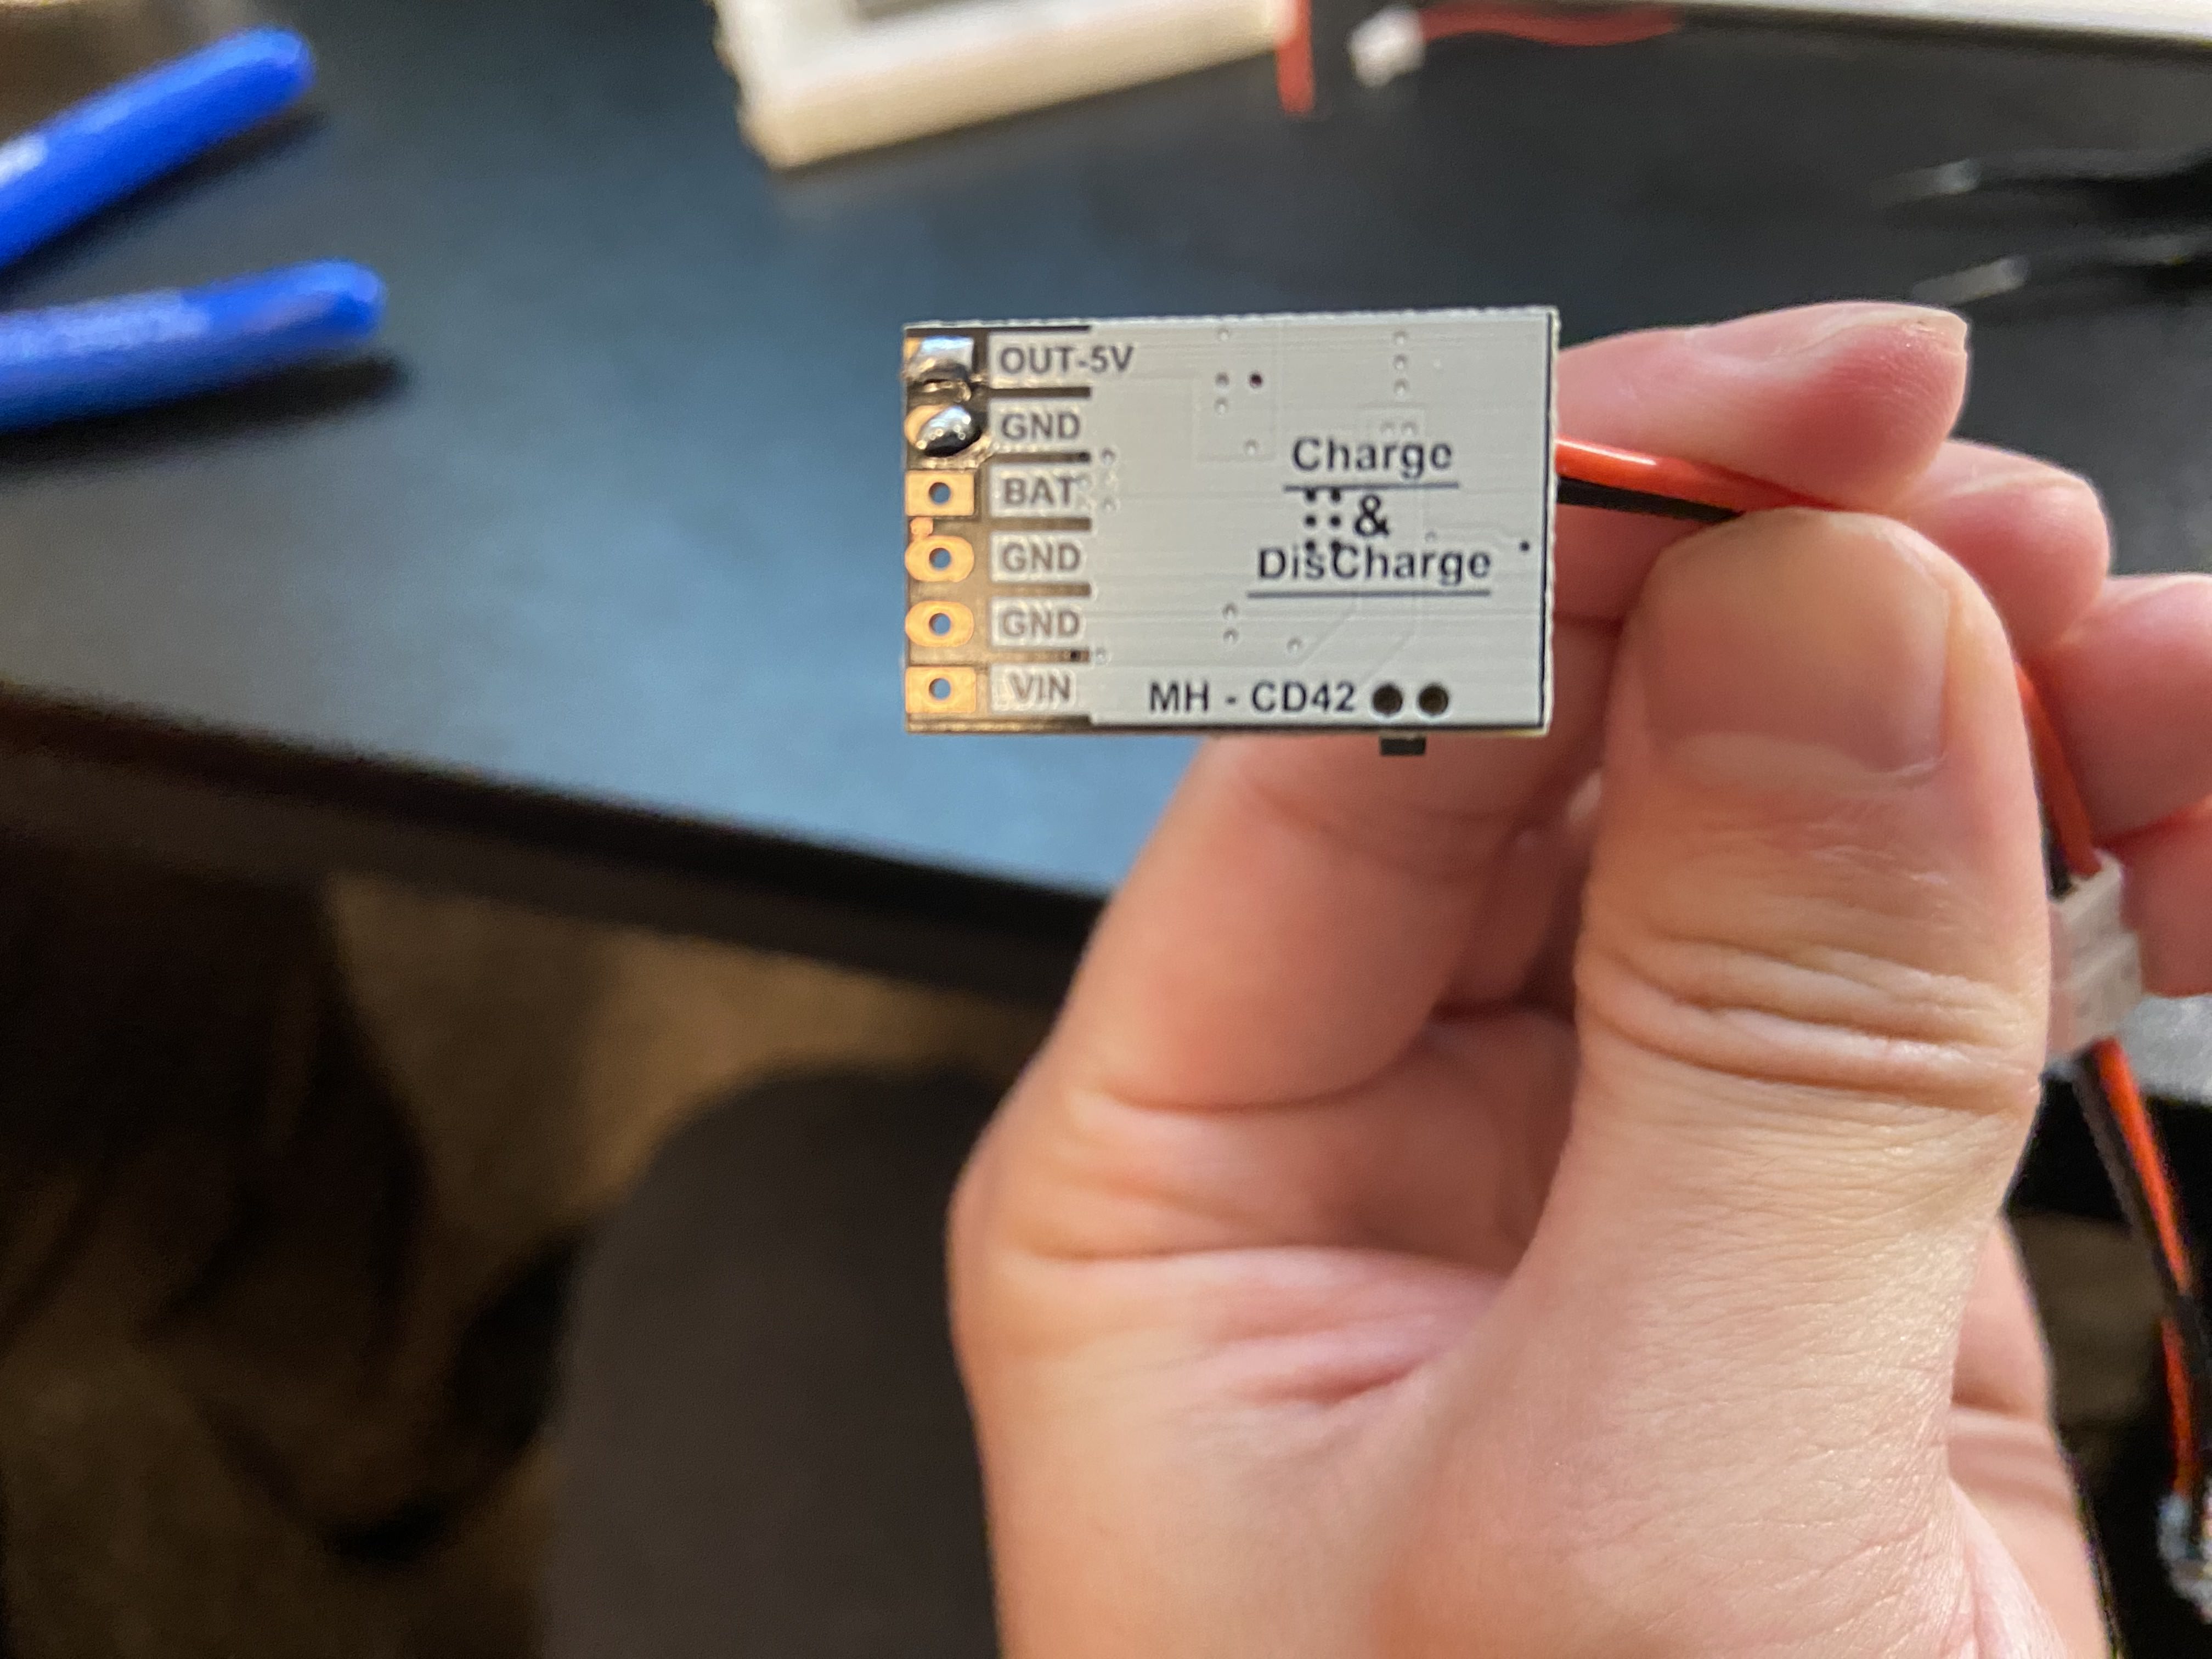 OUT-5V
GND
BAT
GND
GND
VIN
Charge
&
DisCharge
MH - CD42